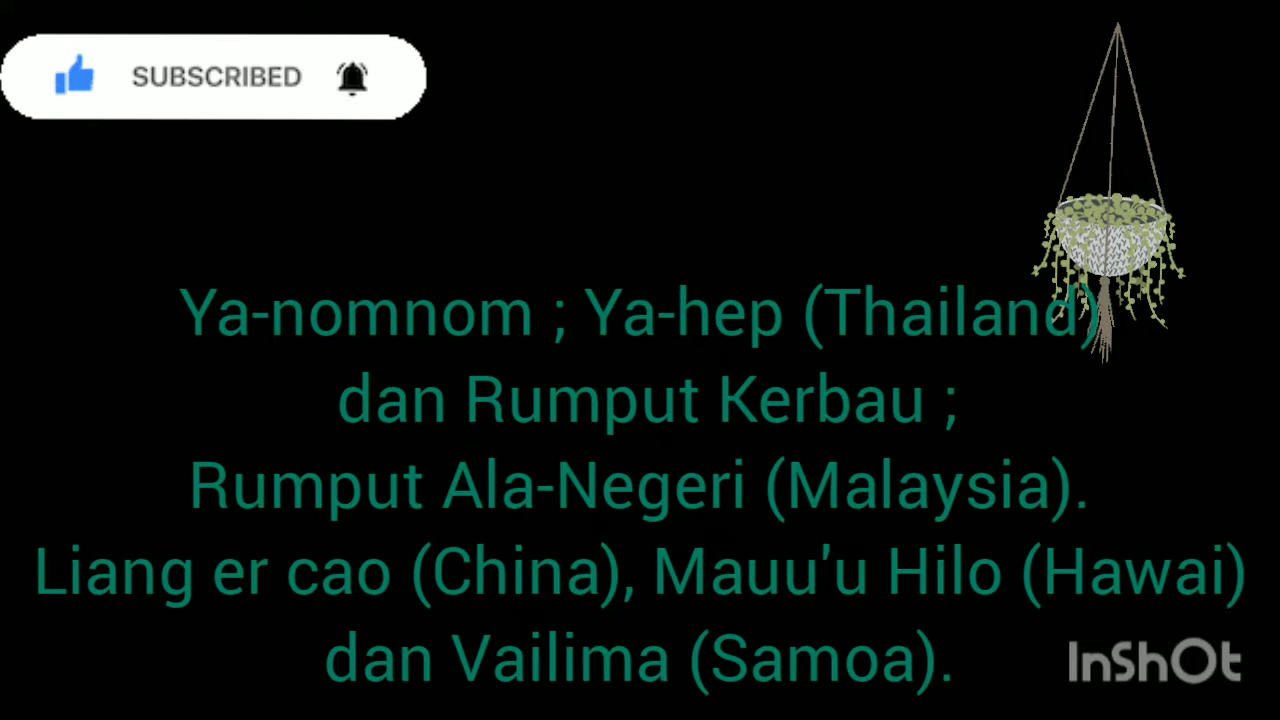 SUBSCRIBED
Ya-nomnom ; Ya-hep (Thailand)
dan Rumput Kerbau ;
Rumput Ala-Negeri (Malaysia).
Liang er cao (China), Mauu'u Hilo (Hawai)
dan Vailima (Samoa).
InShOt